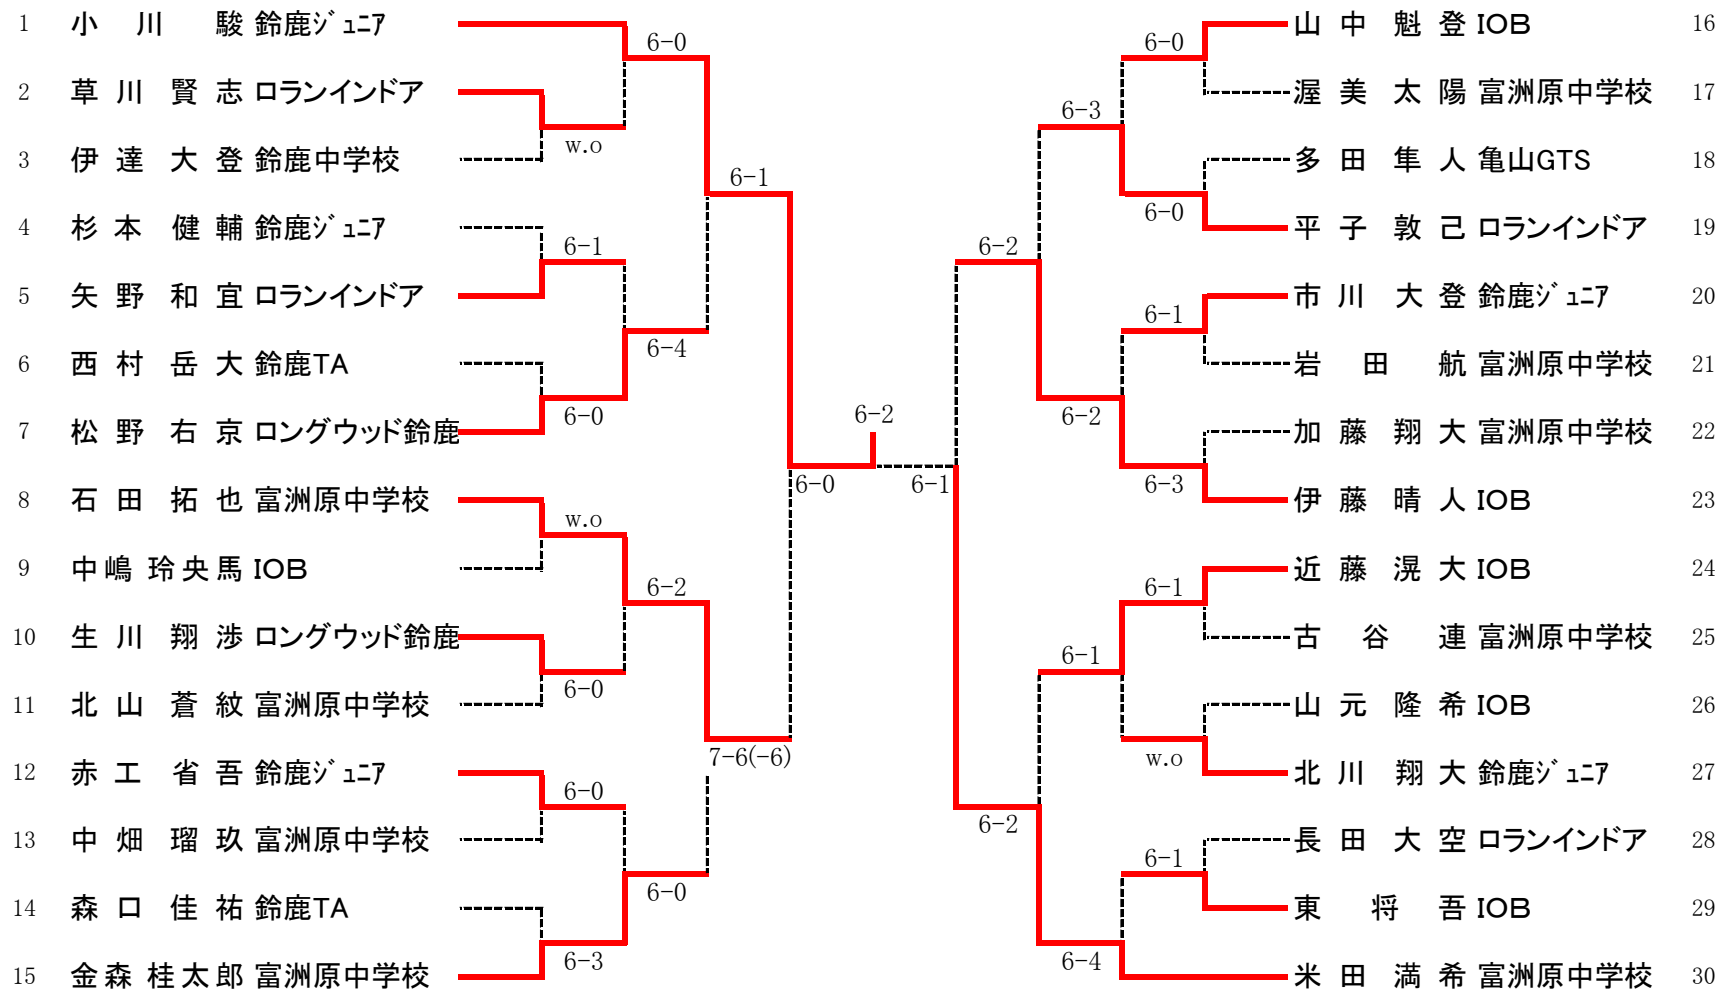 1 小川 駿 鈴鹿ジュニア
2 草川 賢志 ロランインドア
3 伊達 大登 鈴鹿中学校
4 杉本 健輔 鈴鹿ジュニア
5 矢野 和宜 ロランインドア
6 西村 岳大 鈴鹿TA
7 松野 右京 ロングウッド鈴鹿
8 石田 拓也 富洲原中学校
9 中嶋 玲央馬 IOB
10 生川 翔渉 ロングウッド鈴鹿
11 北山 蒼紋 富洲原中学校
12 赤工 省吾 鈴鹿ジュニア
13 中畑 瑠玖 富洲原中学校
14 森口 佳祐 鈴鹿TA
15 金森 桂太郎 富洲原中学校
w.o
6-1
6-0
w.o
6-0
6-0
6-3
6-0
6-4
6-2
6-0
6-1
7-6(-6)
6-0
6-2
6-1
6-2
6-2
6-3
6-2
6-1
6-4
6-0
6-0
6-1
6-3
6-1
w.o
6-1
山中 魁登 IOB 16
渥美 太陽 富洲原中学校 17
多田 隼人 亀山GTS 18
平子 敦己 ロランインドア 19
市川 大登 鈴鹿ジュニア 20
岩田 航 富洲原中学校 21
加藤 翔大 富洲原中学校 22
伊藤 晴人 IOB 23
近藤 滉大 IOB 24
古谷 連 富洲原中学校 25
山元 隆希 IOB 26
北川 翔大 鈴鹿ジュニア 27
長田 大空 ロランインドア 28
東 将吾 IOB 29
米田 満希 富洲原中学校 30